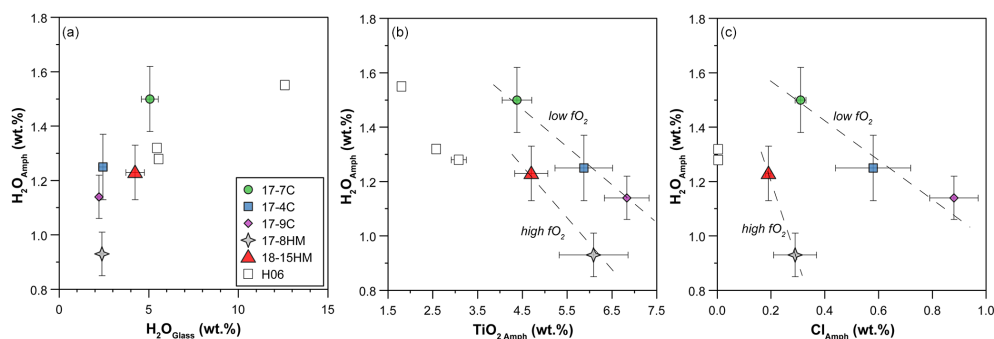 (a)
1.8
1.6
1.4
1.2
1.0
0.8
H2OAmph (wt.%)
0
5
10
15
H2OGlass (wt.%)
17-7C
17-4C
17-9C
17-8HM
18-15HM
H06
(b)
1.8
1.6
1.4
1.2
1.0
0.8
H2OAmph (wt.%)
low fO2
high fO2
1.5
2.5
3.5
4.5
5.5
6.5
7.5
TiO2 Amph (wt.%)
(c)
1.8
1.6
1.4
1.2
1.0
0.8
H2OAmph (wt.%)
low fO2
high fO2
0.0
0.2
0.4
0.6
0.8
1.0
ClAmph (wt.%)